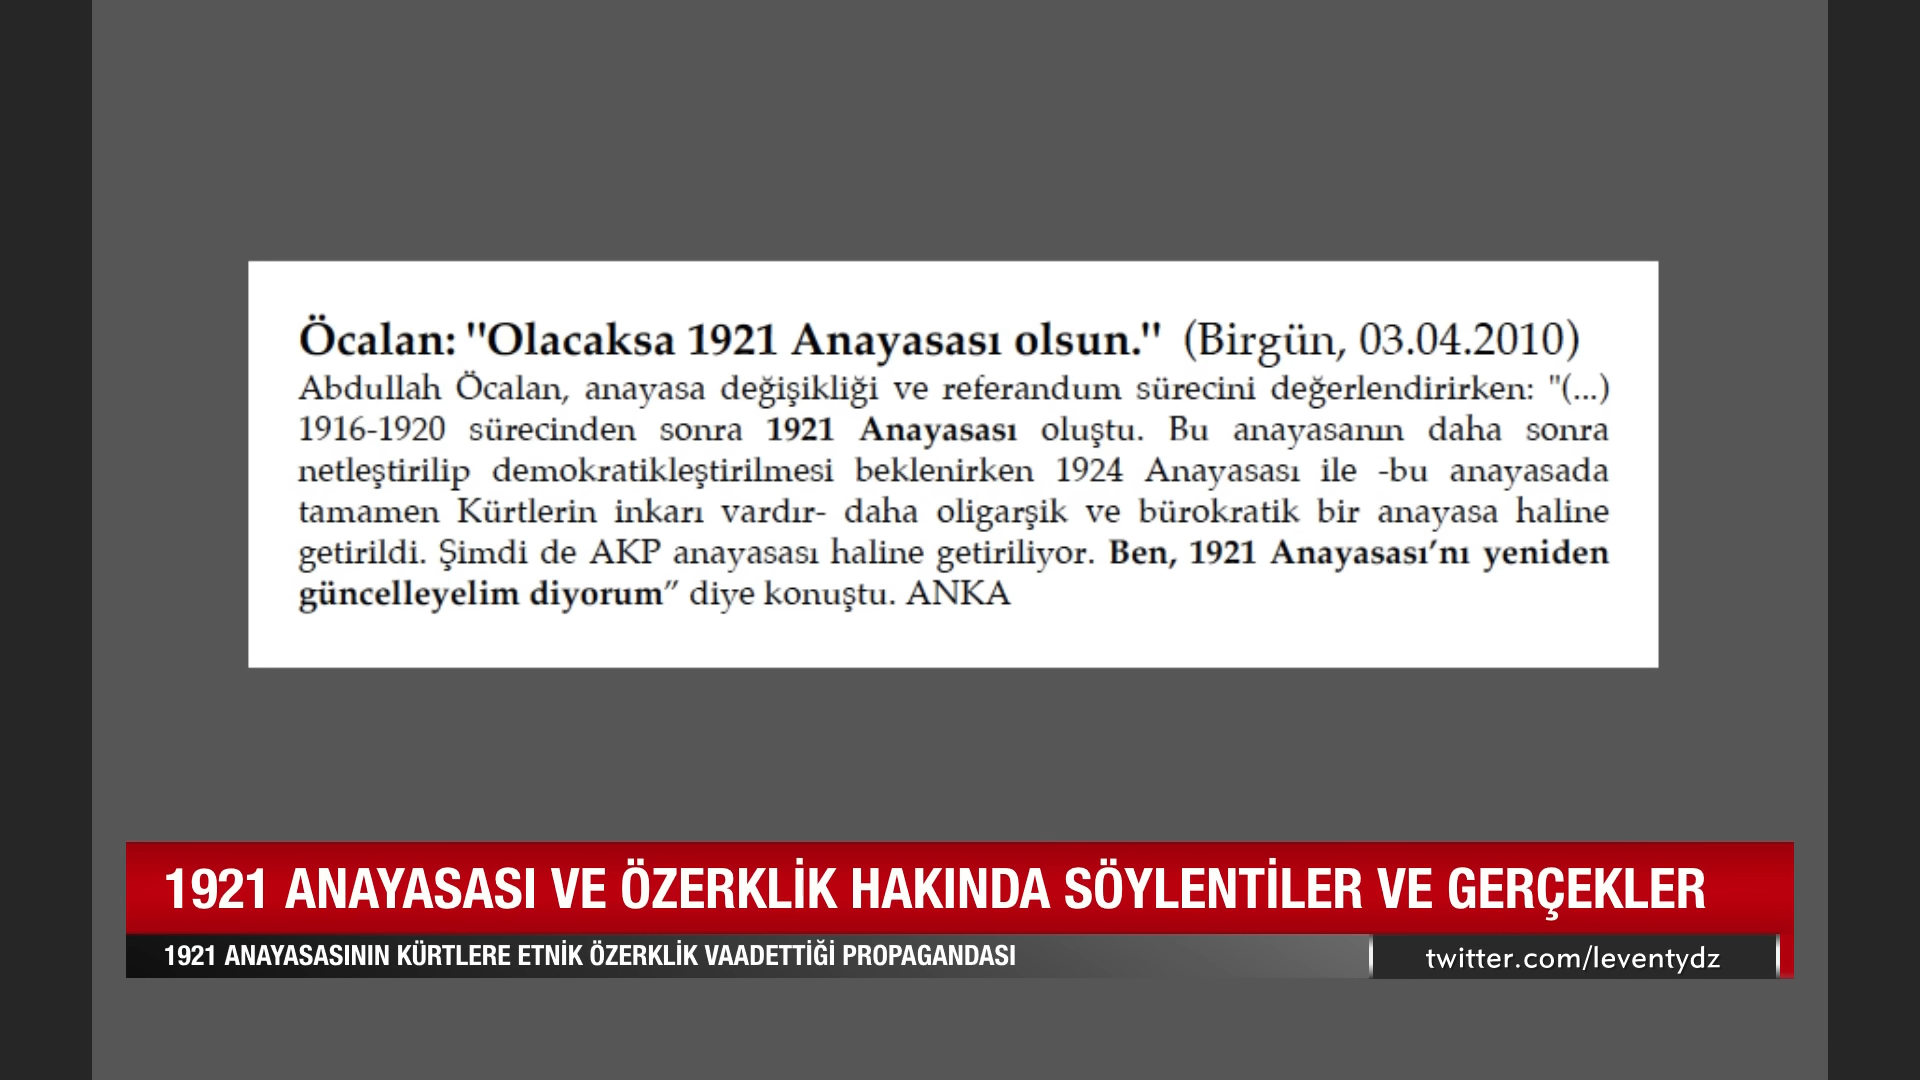 Öcalan: "Olacaksa 1921 Anayasası olsun." (Birgün, 03.04.2010)
Abdullah Öcalan, anayasa değişikliği ve referandum sürecini değerlendirirken: "(...)
1916-1920 sürecinden sonra 1921 Anayasası oluştu. Bu anayasanın daha sonra
netleştirilip demokratikleştirilmesi beklenirken 1924 Anayasası ile -bu anayasada
tamamen Kürtlerin inkarı vardır- daha oligarşik ve bürokratik bir anayasa haline
getirildi. Şimdi de AKP anayasası haline getiriliyor. Ben, 1921 Anayasası’nı yeniden
güncelleyelim diyorum” diye konuştu. ANKA
1921 ANAYASASI VE ÖZERKLİK HAKINDA SÖYLENTİLER VE GERÇEKLER
1921 ANAYASASININ KÜRTLERE ETNİK ÖZERKLİK VAADETTİĞİ PROPAGANDASI
twitter.com/leventydz